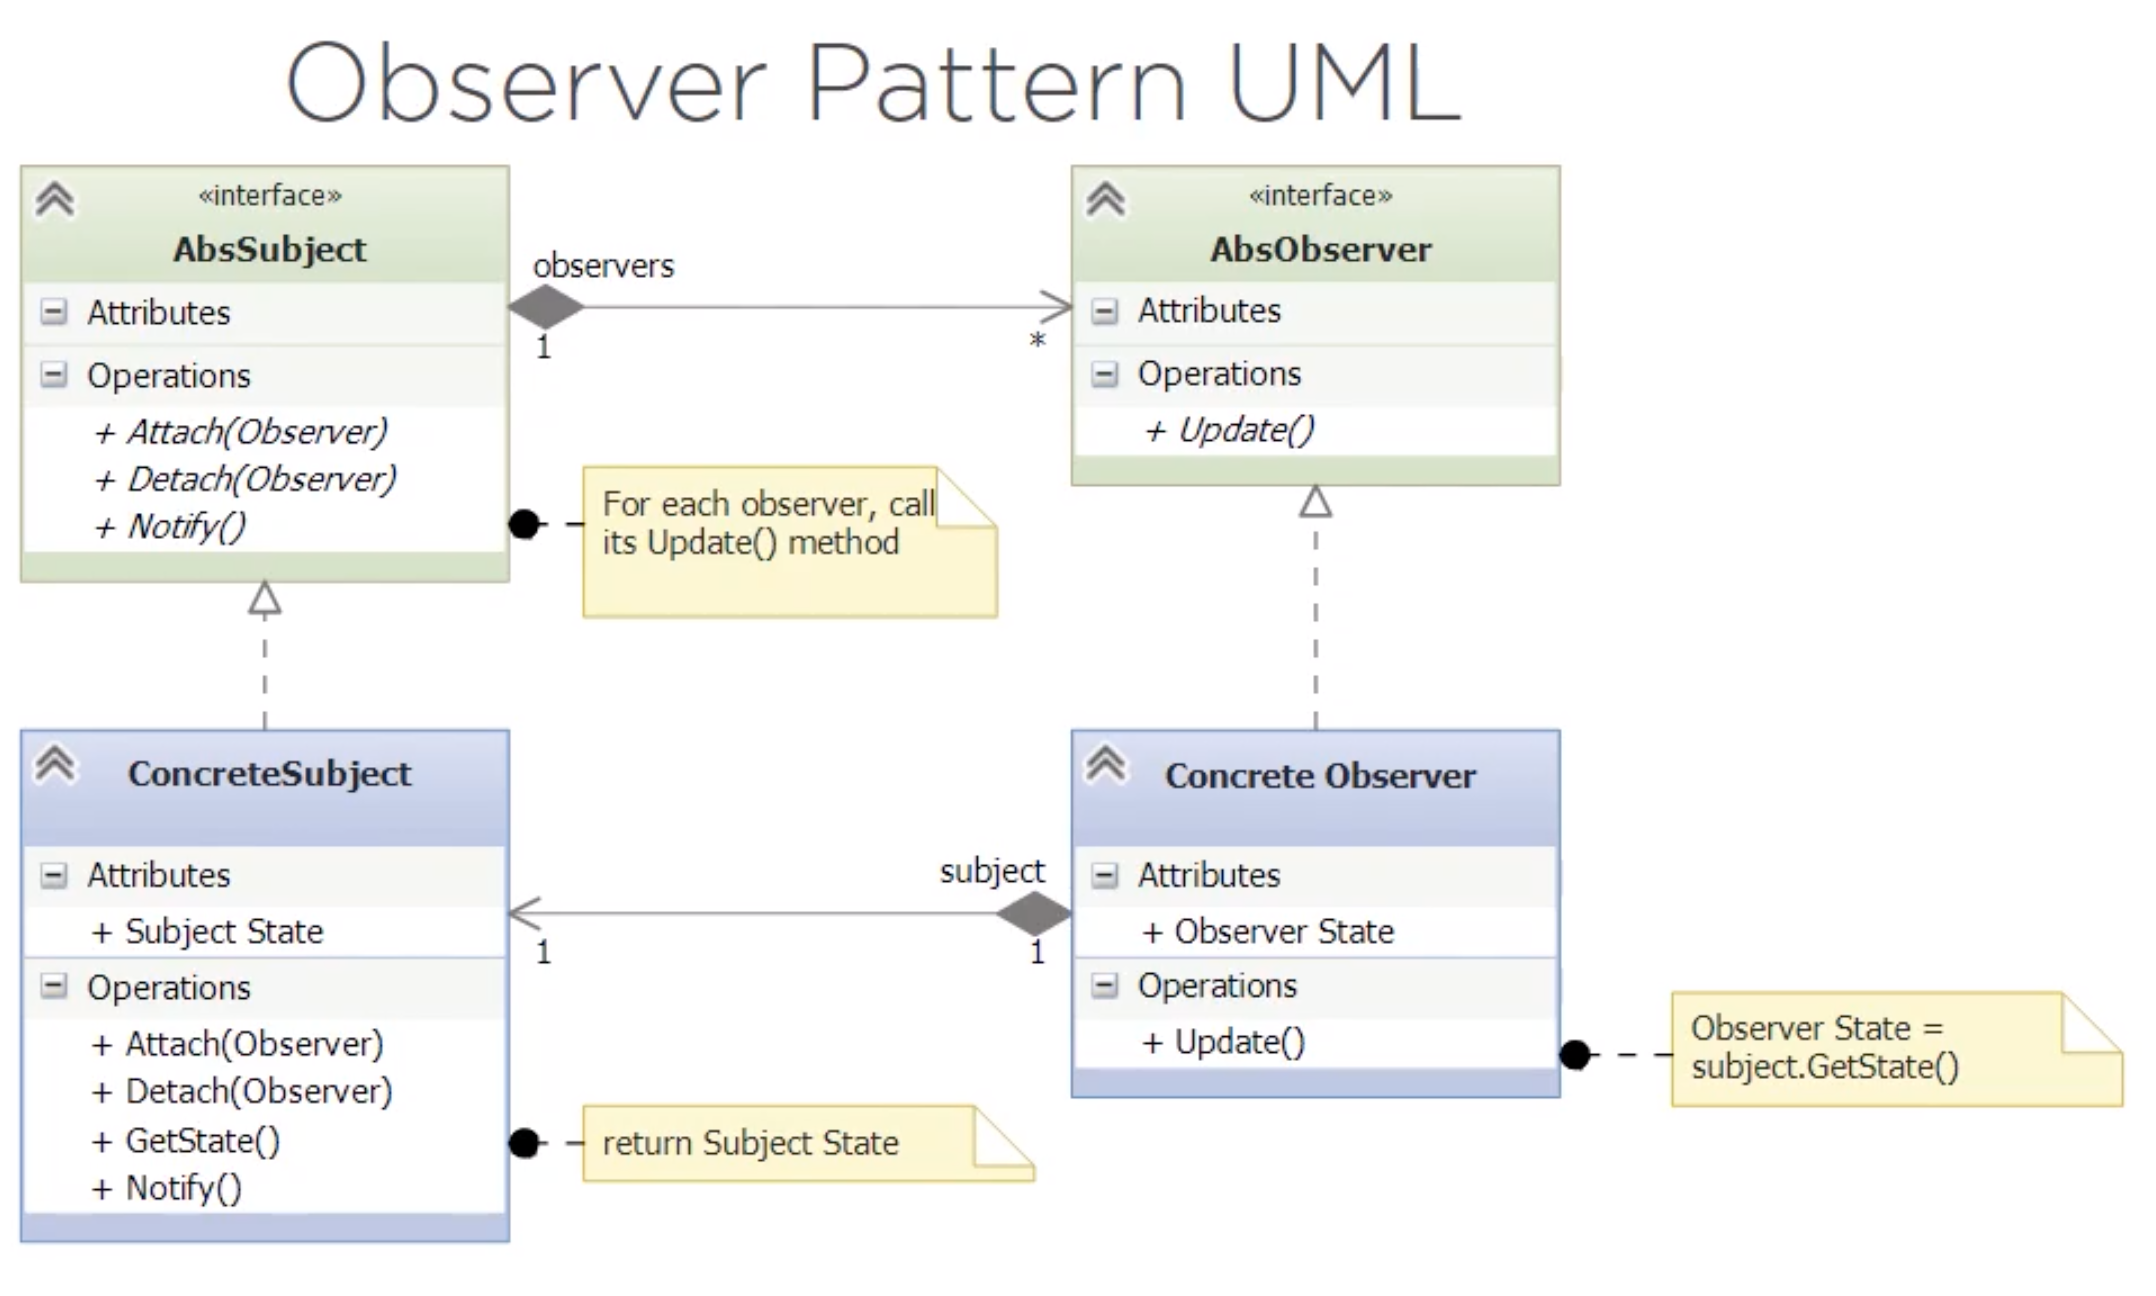 Observer Pattern UML
«interface»
AbsSubject
Attributes
Operations
+ Attach(Observer)
+ Detach(Observer)
+ Notify()
observers
1
*
«interface»
AbsObserver
Attributes
Operations
+ Update()
For each observer, call
its Update() method
ConcreteSubject
Attributes
+ Subject State
Operations
+ Attach(Observer)
+ Detach(Observer)
+ GetState()
+ Notify()
subject
1
1
Concrete Observer
Attributes
+ Observer State
Operations
+ Update()
return Subject State
Observer State =
subject.GetState()